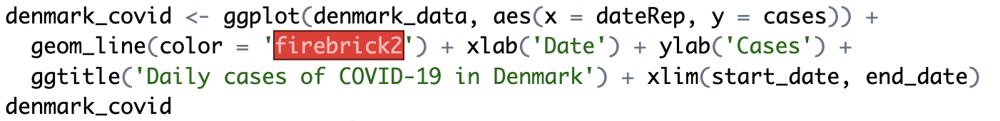 denmark_covid <- ggplot(denmark_data, aes(x = dateRep, y = cases)) +
  geom_line(color = 'firebrick2') + xlab('Date') + ylab('Cases') +
  ggtitle('Daily cases of COVID-19 in Denmark') + xlim(start_date, end_date)
denmark_covid